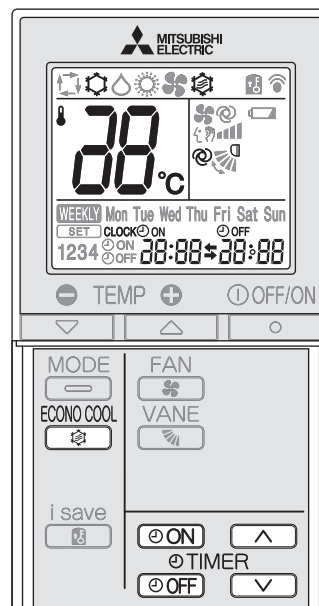 MITSUBISHI
ELECTRIC
88°C
WEEKLY Mon Tue Wed Thu Fri Sat Sun
SET CLOCK ON OFF
1234 ON OFF 88:88 88:88
TEMP OFF/ON
MODE FAN
ECONO COOL VANE
i save
ON
TIMER
OFF